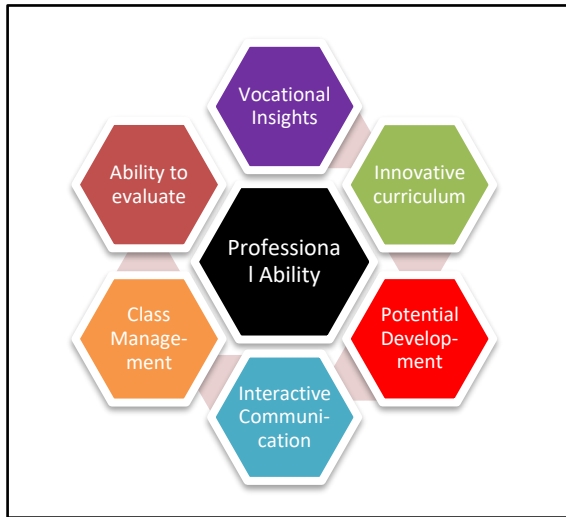 Vocational
Insights
Ability to
evaluate
Innovative
curriculum
Professiona
l Ability
Class
Manage-
ment
Potential
Develop-
ment
Interactive
Communi-
cation